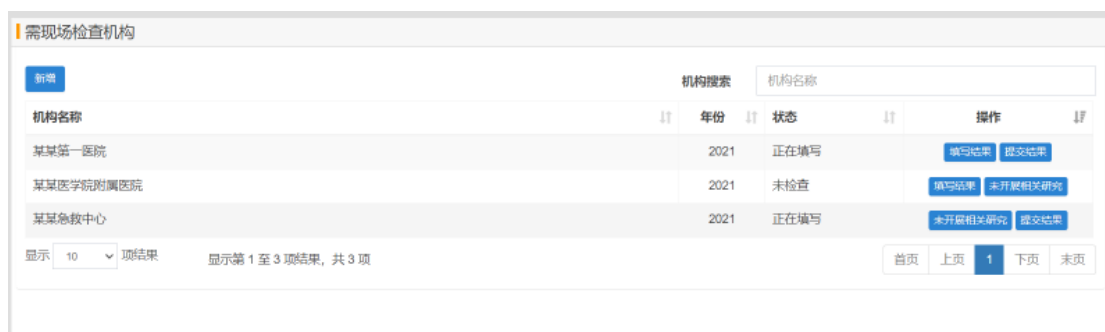 需现场检查机构
新增 机构搜索 机构名称
机构名称 年份 状态 操作
某某第一医院 2021 正在填写 填写结果 提交结果
某某医学院附属医院 2021 未检查 填写结果 未开展相关研究
某某急救中心 2021 正在填写 未开展相关研究 提交结果
显示 10 项结果 显示第 1 至 3 项结果，共 3 项 首页 上页 1 下页 末页